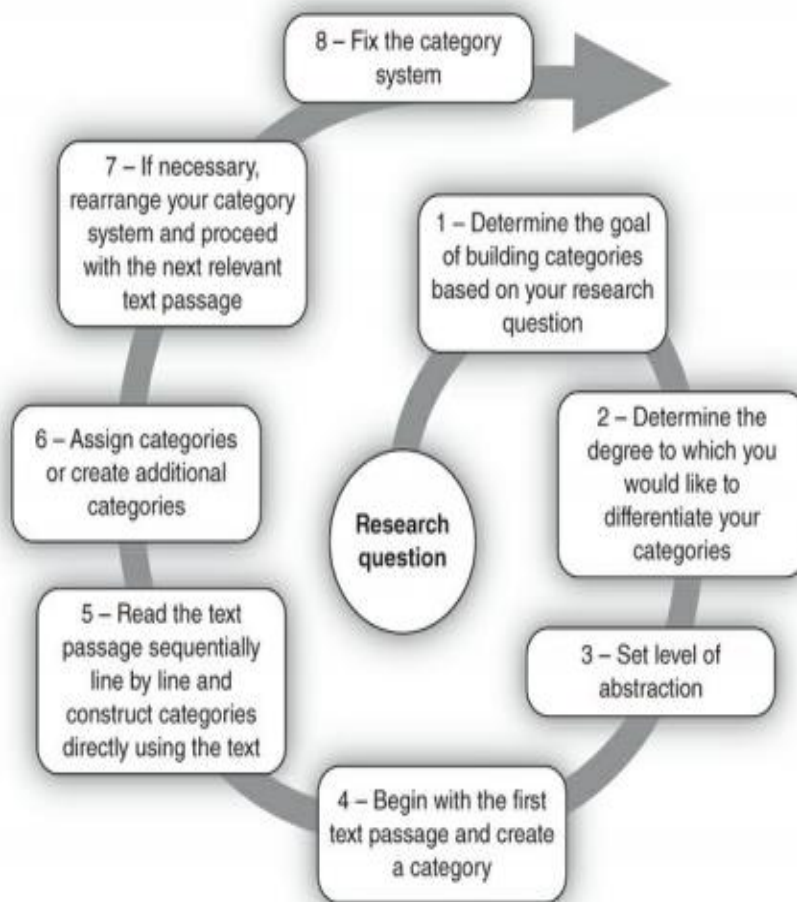 8 – Fix the category
system
7 – If necessary,
rearrange your category
system and proceed
with the next relevant
text passage
1 – Determine the goal
of building categories
based on your research
question
6 – Assign categories
or create additional
categories
2 – Determine the
degree to which you
would like to
differentiate your
categories
Research
question
5 – Read the text
passage sequentially
line by line and
construct categories
directly using the text
3 – Set level of
abstraction
4 – Begin with the first
text passage and create
a category